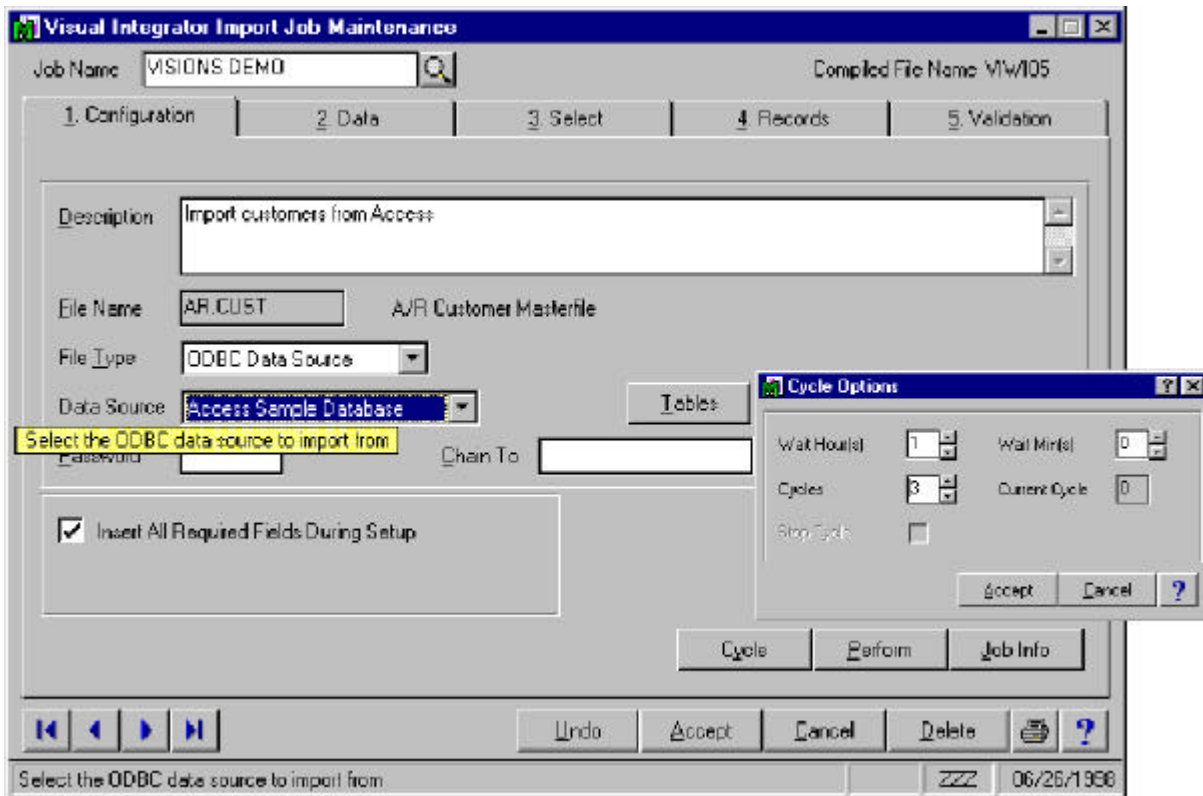 Visual Integrator Import Job Maintenance
Job Name VISIONS DEMO Compiled File Name VIWI05
1. Configuration 2. Data 3. Select 4. Records 5. Validation
Description Import customers from Access
File Name AR.CUST A/R Customer Masterfile
File Type ODBC Data Source
Data Source Access Sample Database Tables
Select the ODBC data source to import from
Password Chain To
Insert All Required Fields During Setup
Cycle Options
Wait Hour(s) 1 Wait Min(s) 0
Cycles 3 Current Cycle 0
Stop Cycle
Accept Cancel ?
Cycle Perform Job Info
Undo Accept Cancel Delete ?
Select the ODBC data source to import from ZZZ 06/26/1998